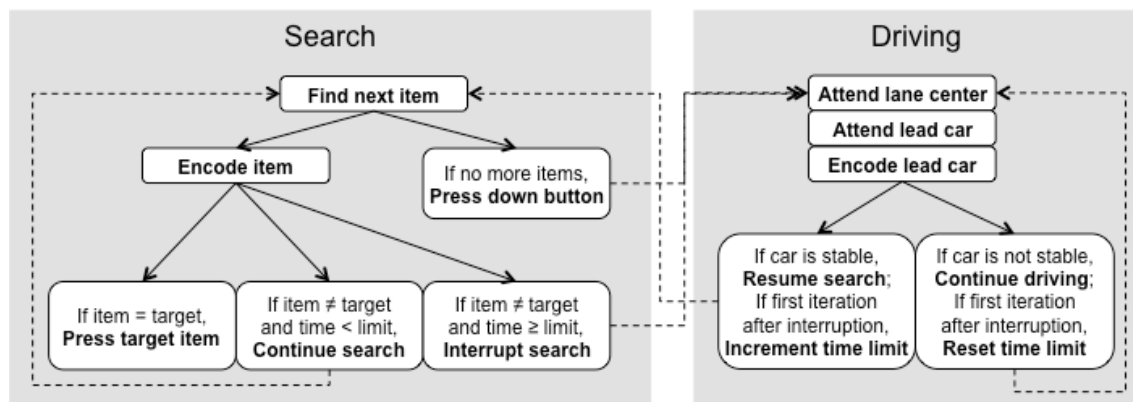 Search
Find next item
Encode item
If no more items,
Press down button
If item = target,
Press target item
If item ≠ target
and time < limit,
Continue search
If item ≠ target
and time ≥ limit,
Interrupt search
Driving
Attend lane center
Attend lead car
Encode lead car
If car is stable,
Resume search;
If first iteration
after interruption,
Increment time limit
If car is not stable,
Continue driving;
If first iteration
after interruption,
Reset time limit